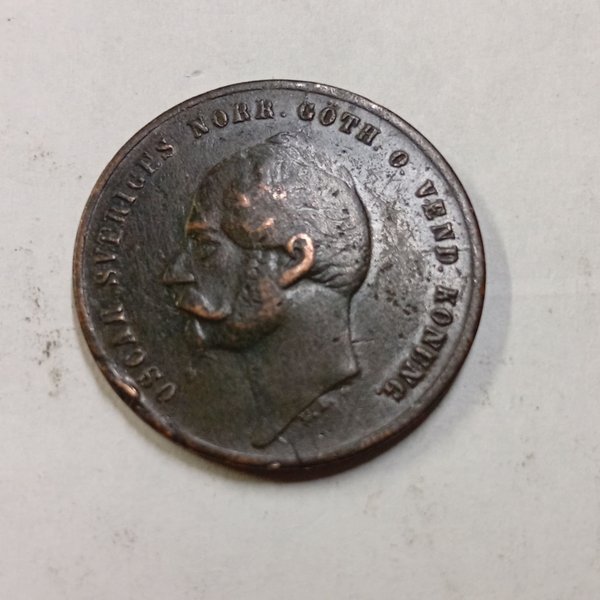 OSCAR SVERIGES NORR. GÖTH. O. VEND. KONUNG.